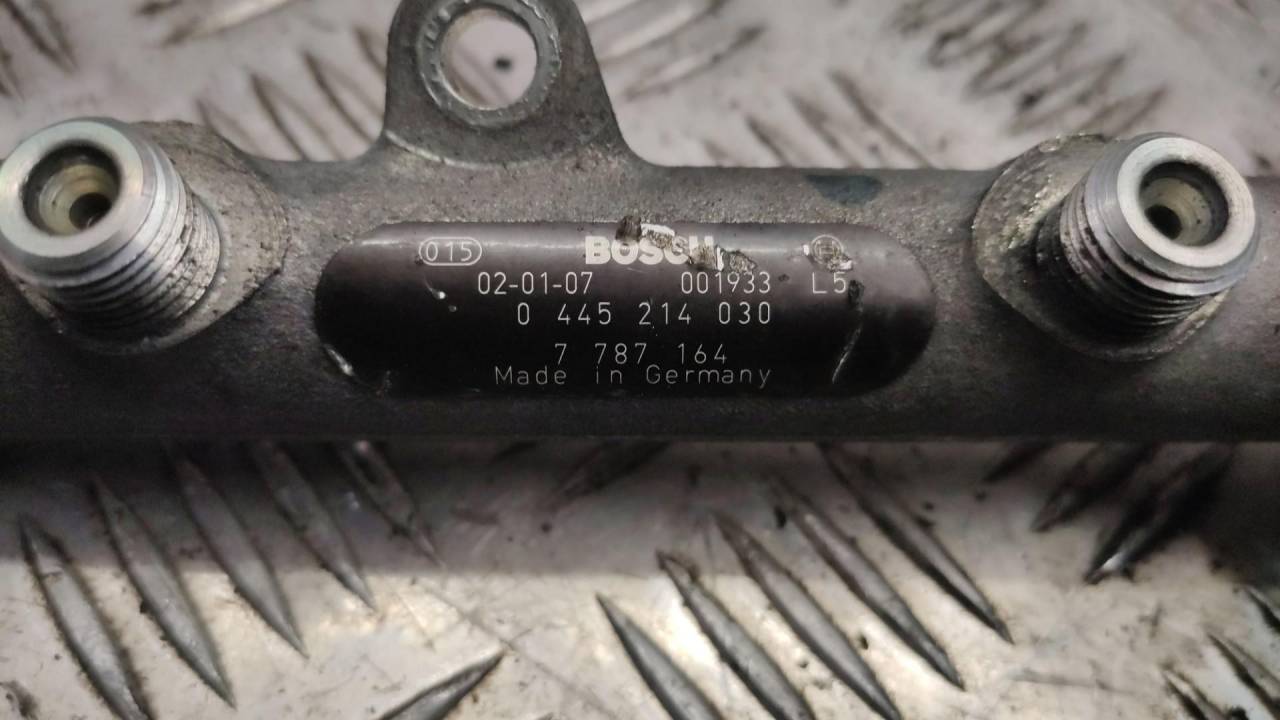 015 BOSCH
02-01-07 001933 L5
0 445 214 030
7 787 164
Made in Germany